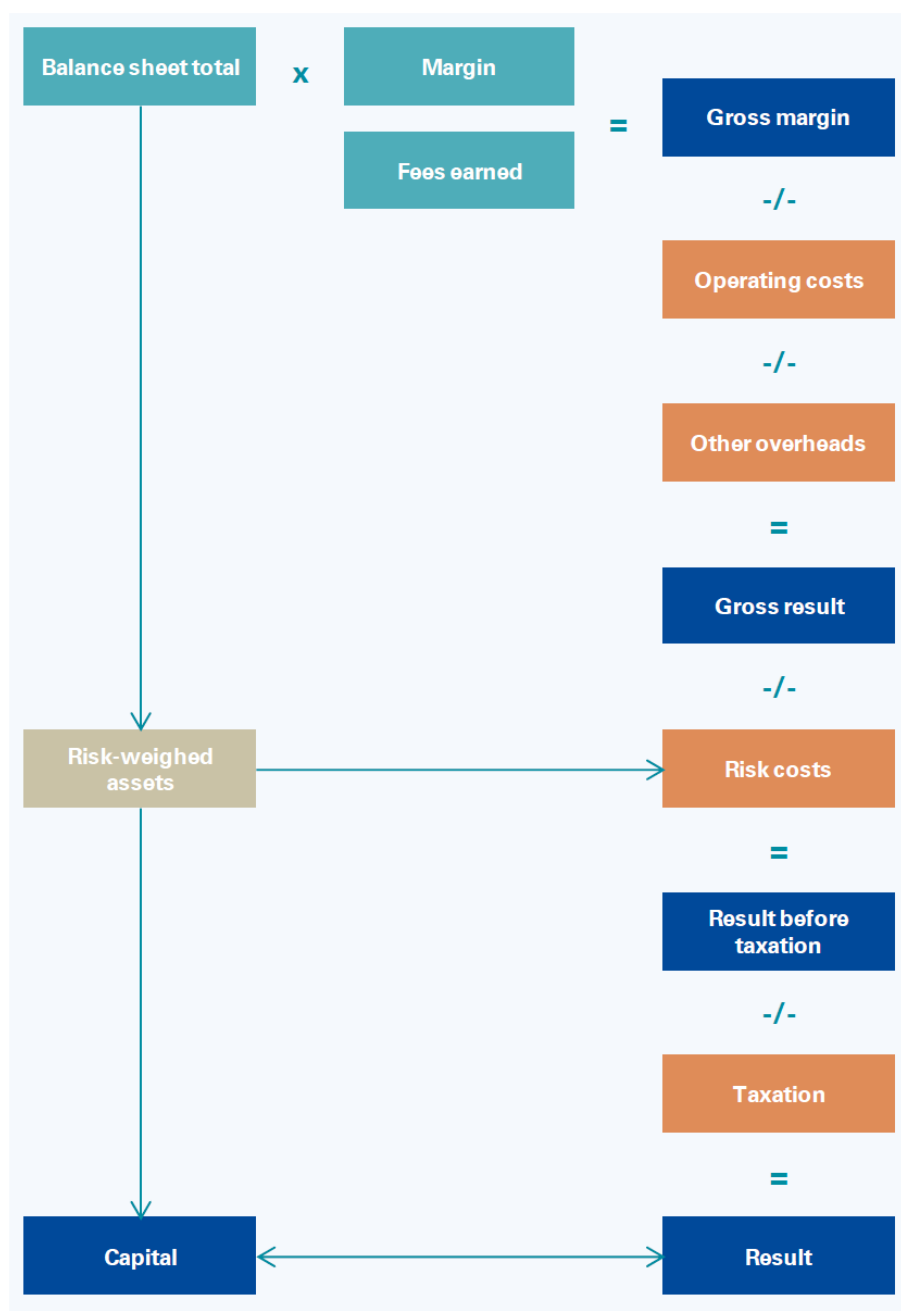 Balance sheet total
x
Margin
Fees earned
=
Gross margin
-/-
Operating costs
-/-
Other overheads
=
Gross result
-/-
Risk-weighed
assets
Risk costs
=
Result before
taxation
-/-
Taxation
=
Capital
Result